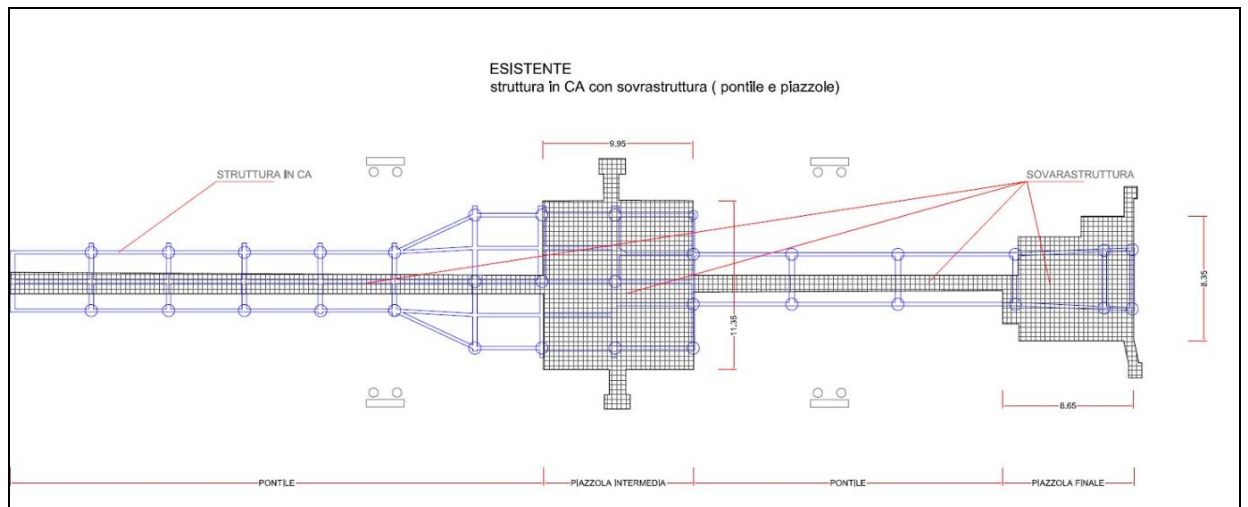 ESISTENTE
struttura in CA con sovrastruttura ( pontile e piazzole)
9.95
STRUTTURA IN CA
SOVARASTRUTTURA
11.35
8.35
8.65
PONTILE
PIAZZOLA INTERMEDIA
PONTILE
PIAZZOLA FINALE